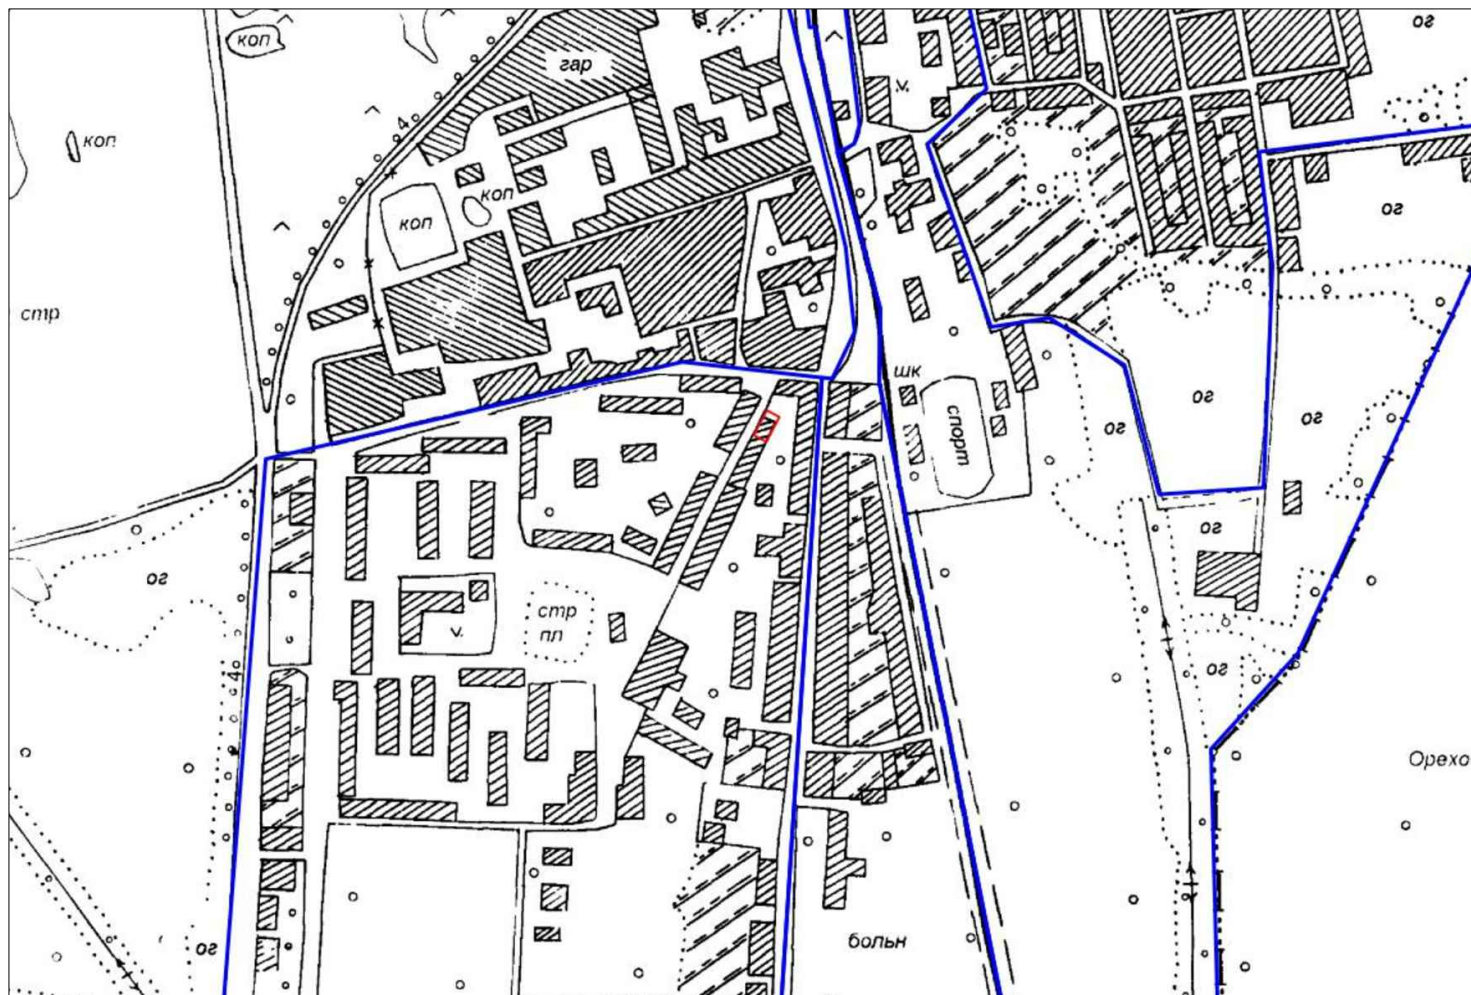 коп
ог
гар
4
v.
коп
коп
коп
ог
стр
шк
ог
спорт
ог
ог
ог
ог
стр
пл
v.
ог
4
Орехо
больн
ог